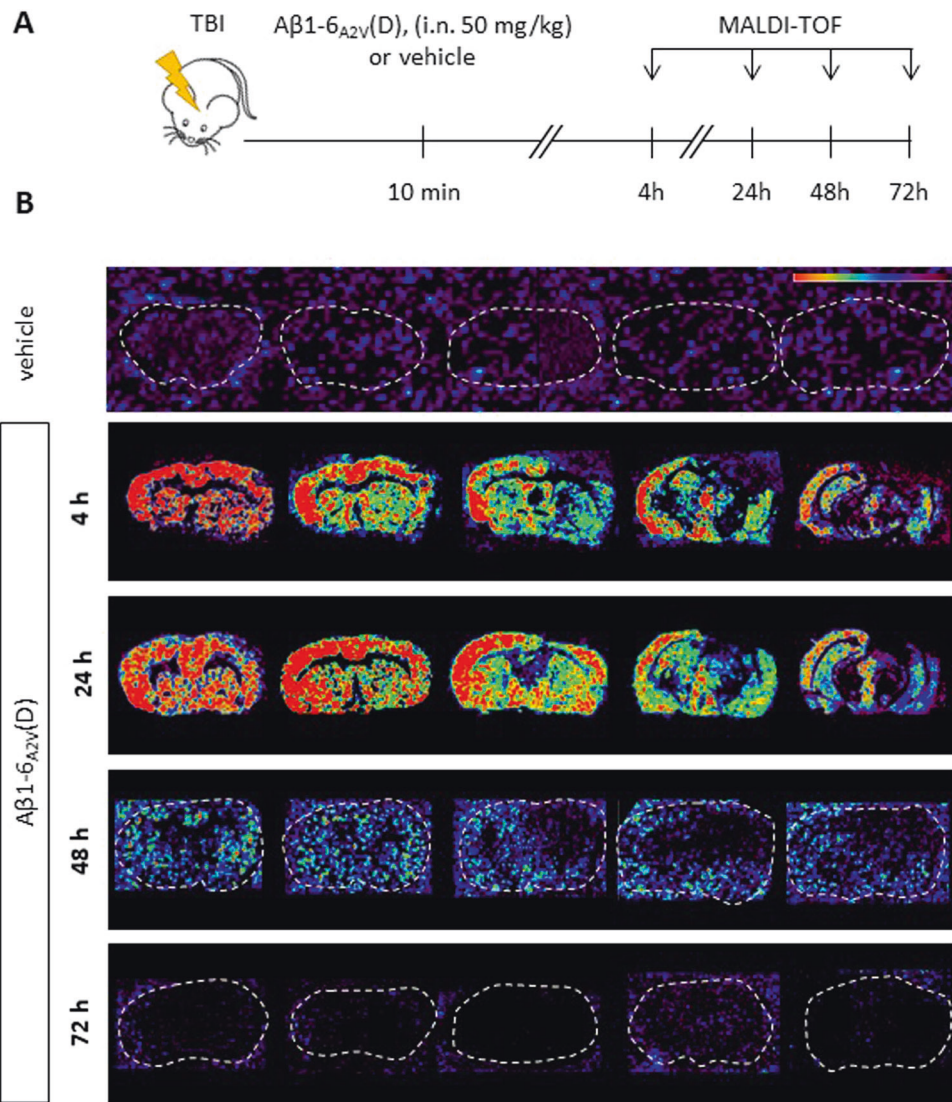 A
TBI
Aβ1-6A2V(D), (i.n. 50 mg/kg)
or vehicle
MALDI-TOF
10 min
4h
24h
48h
72h
B
vehicle
Aβ1-6A2V(D)
4 h
24 h
48 h
72 h